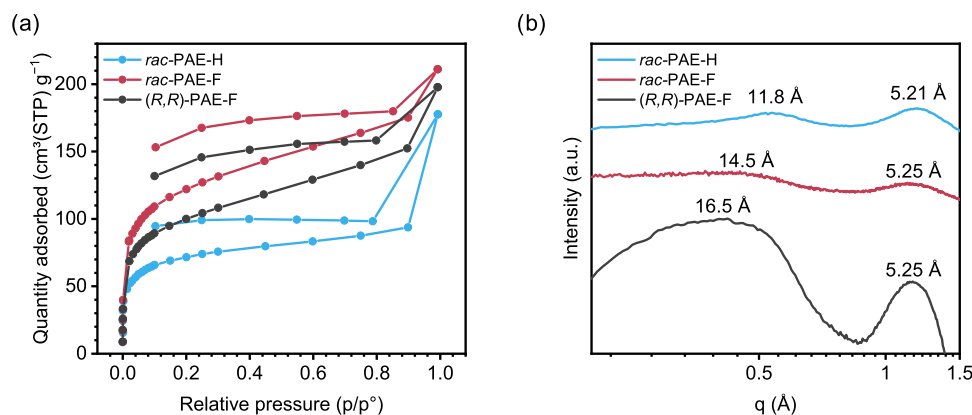 (a)
rac-PAE-H
rac-PAE-F
(R,R)-PAE-F
Quantity adsorbed (cm³(STP) g⁻¹)
200
150
100
50
0
0.0 0.2 0.4 0.6 0.8 1.0
Relative pressure (p/p°)
(b)
rac-PAE-H
rac-PAE-F
(R,R)-PAE-F
11.8 Å
5.21 Å
14.5 Å
5.25 Å
16.5 Å
5.25 Å
Intensity (a.u.)
0.5 1 1.5
q (Å)